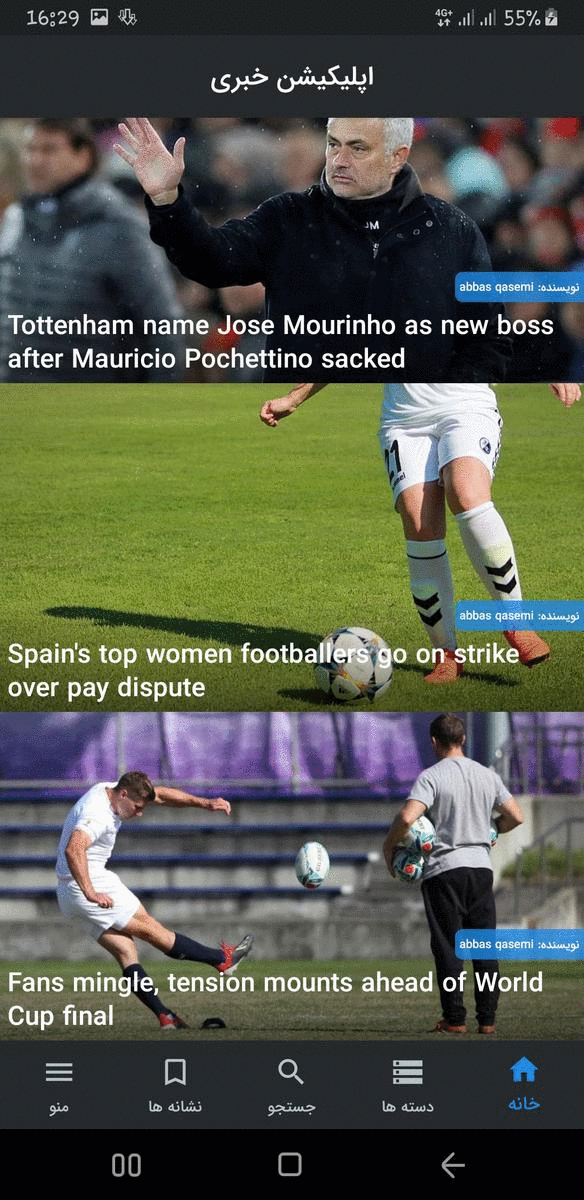 16:29
4G+
55%
اپلیکیشن خبری
M
نویسنده: abbas qasemi
Tottenham name Jose Mourinho as new boss
after Mauricio Pochettino sacked
21
نویسنده: abbas qasemi
Spain's top women footballers go on strike
over pay dispute
نویسنده: abbas qasemi
Fans mingle, tension mounts ahead of World
Cup final
خانه
دسته ها
جستجو
نشانه ها
منو